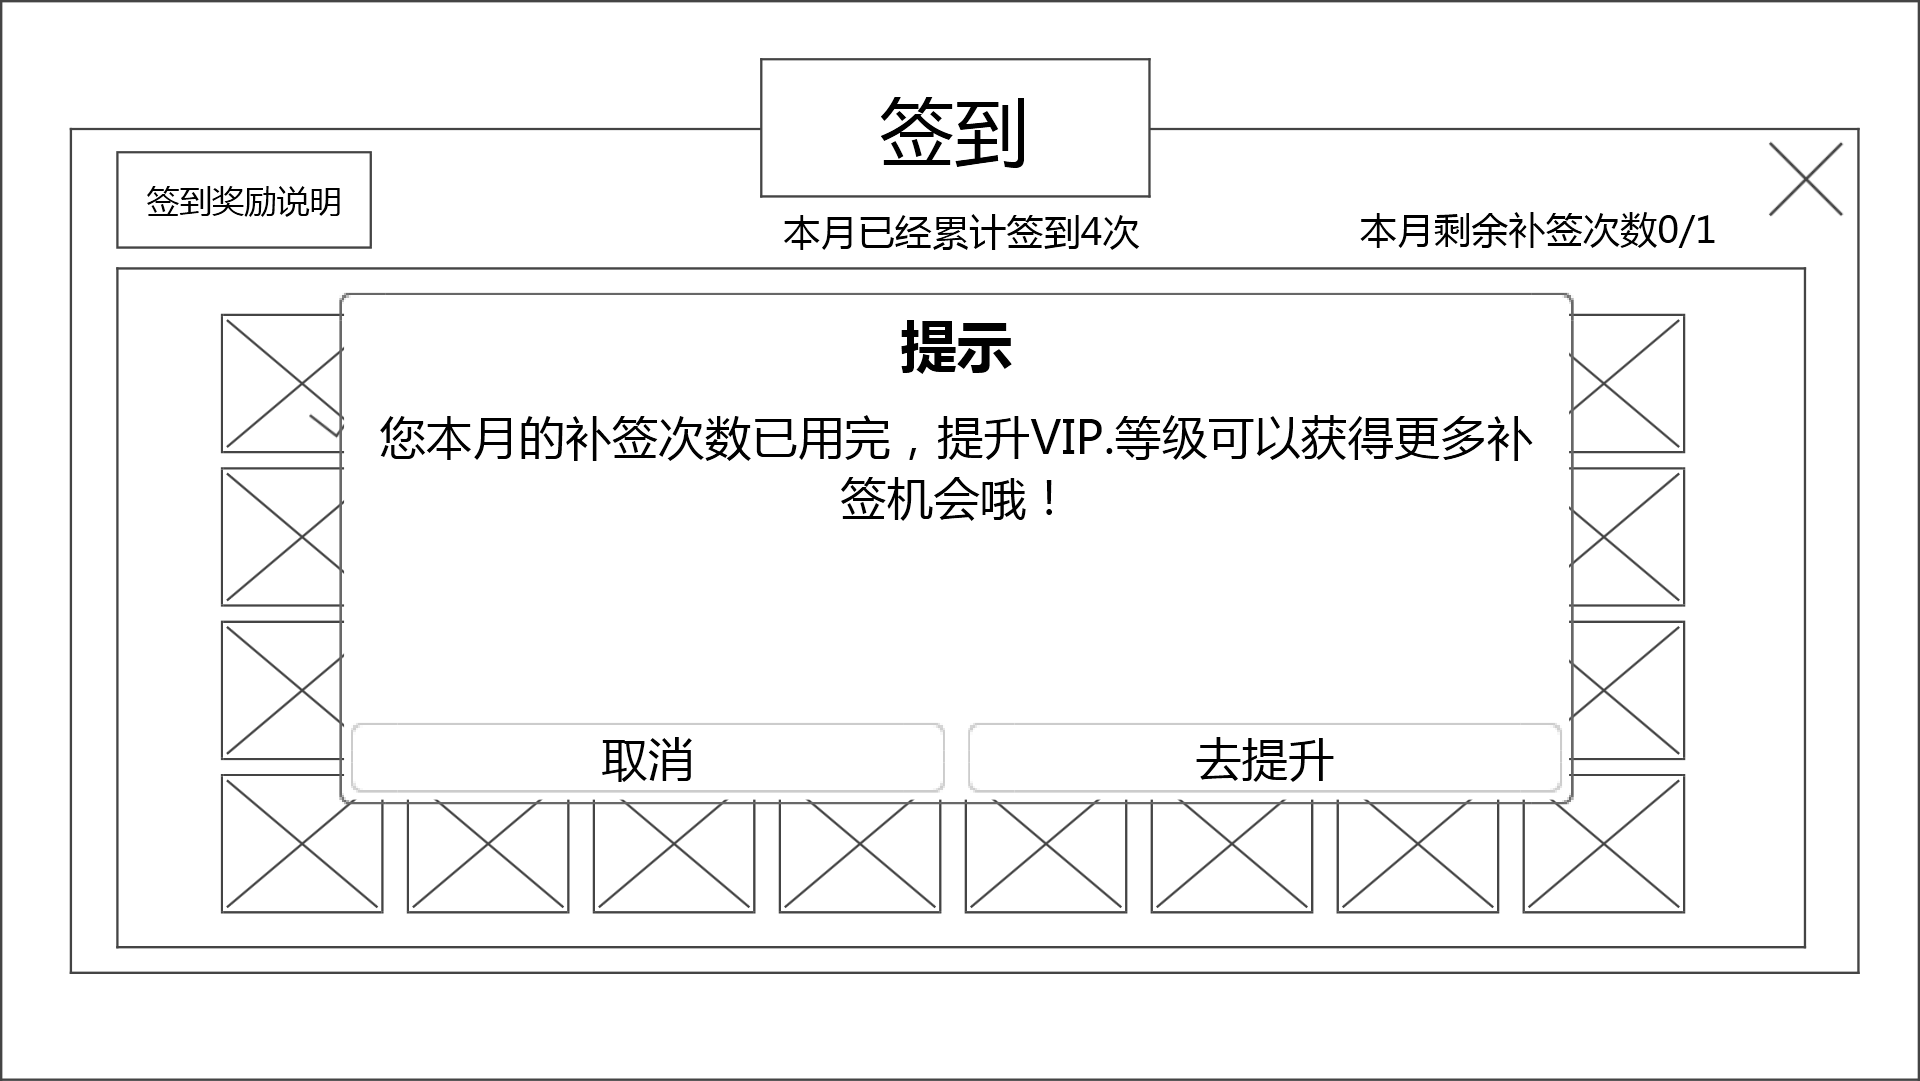 签到
签到奖励说明
本月已经累计签到4次
本月剩余补签次数0/1
提示
您本月的补签次数已用完，提升VIP.等级可以获得更多补
签机会哦！
取消
去提升